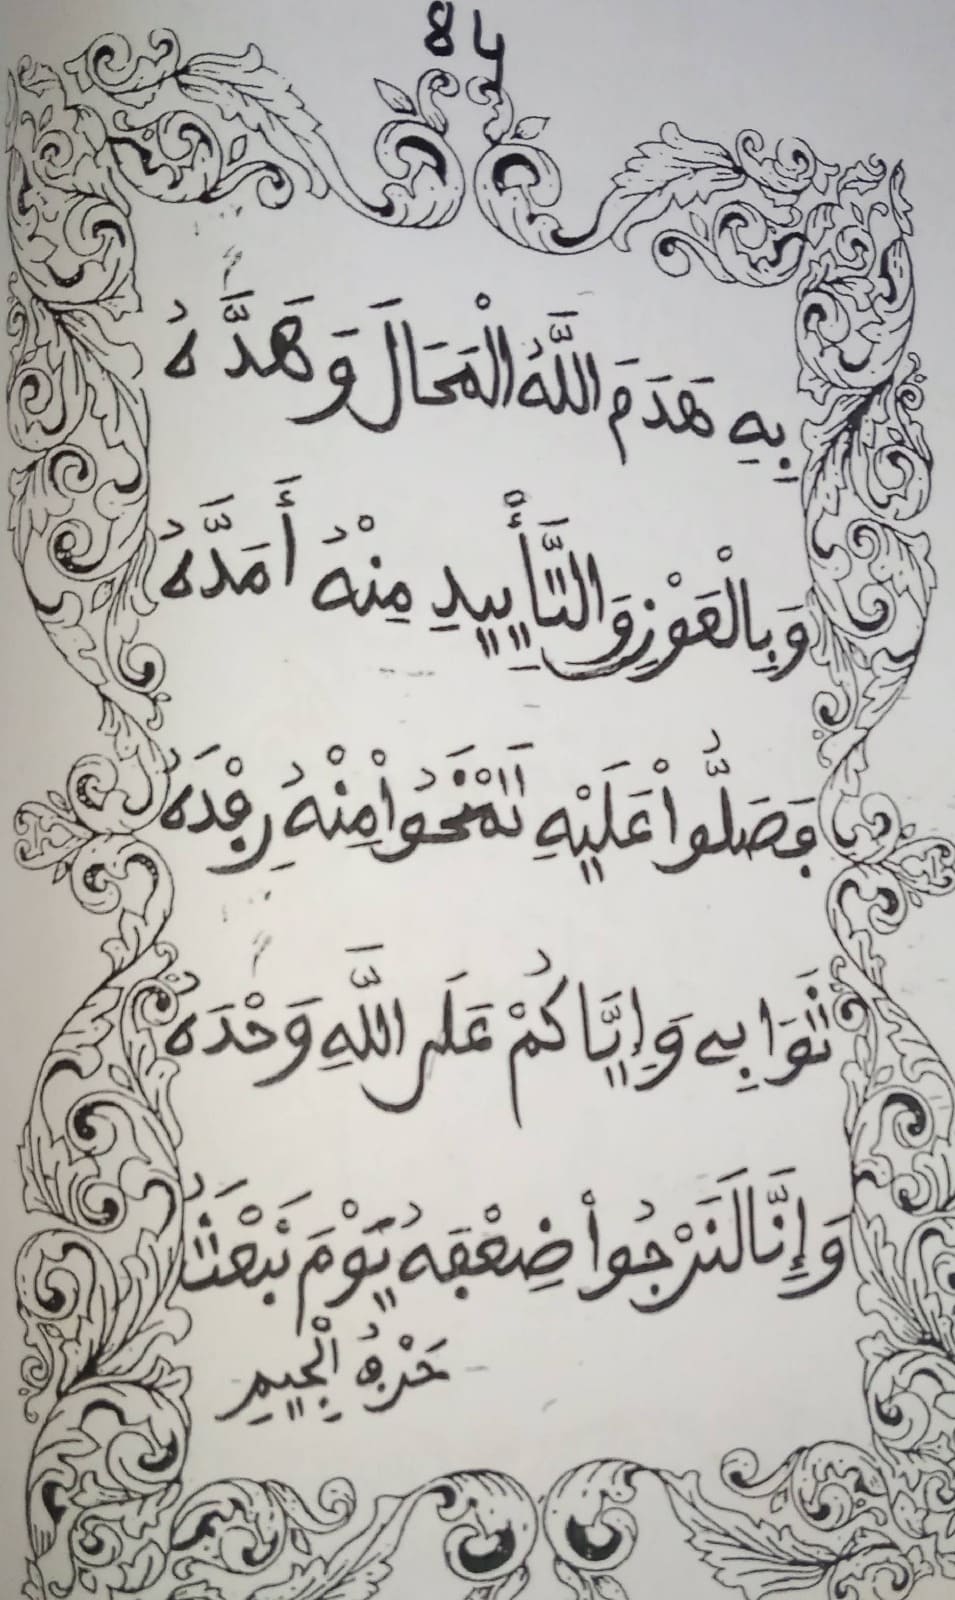 84
بِهِ هَدَمَ اللَّهُ الْمَحَالَ وَهَدَّهُ
وَبِالْفَوْزِ وَالتَّأْيِيدِ مِنْهُ أَمَدَّهُ
فَصَلُّواْ عَلَيْهِ تَمْنَحُواْ مِنْهُ رِفْدَهُ
ثَوَابِي وَإِيَّاكُمْ عَلَى اللَّهِ وَحْدَهُ
وَإِنَّا لَنَرْجُواْ ضِعْفَهُ يَوْمَ نَبْعَثُ
حَرْفُ الْجِيمِ